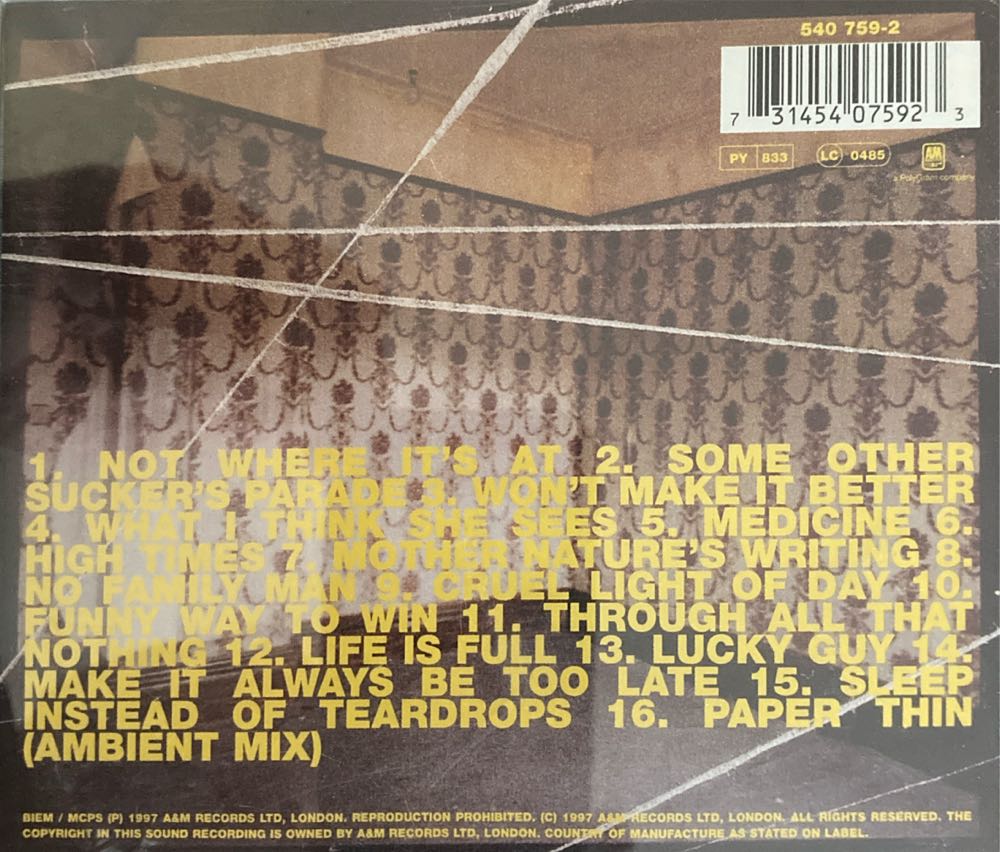 540 759-2
7 31454 07592 3
PY 833 LC 0485 A&M
a PolyGram company
1. NOT WHERE IT'S AT 2. SOME OTHER
SUCKER'S PARADE 3. WON'T MAKE IT BETTER
4. WHAT I THINK SHE SEES 5. MEDICINE 6.
HIGH TIMES 7. MOTHER NATURE'S WRITING 8.
NO FAMILY MAN 9. CRUEL LIGHT OF DAY 10.
FUNNY WAY TO WIN 11. THROUGH ALL THAT
NOTHING 12. LIFE IS FULL 13. LUCKY GUY 14.
MAKE IT ALWAYS BE TOO LATE 15. SLEEP
INSTEAD OF TEARDROPS 16. PAPER THIN
(AMBIENT MIX)
BIEM / MCPS (P) 1997 A&M RECORDS LTD, LONDON. REPRODUCTION PROHIBITED. (C) 1997 A&M RECORDS LTD, LONDON. ALL RIGHTS RESERVED. THE
COPYRIGHT IN THIS SOUND RECORDING IS OWNED BY A&M RECORDS LTD, LONDON. COUNTRY OF MANUFACTURE AS STATED ON LABEL.